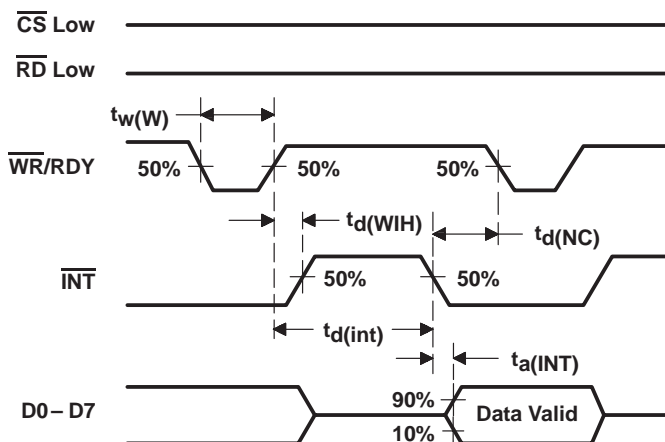 CS Low
RD Low
tw(W)
WR/RDY
50%
50%
50%
td(WIH)
td(NC)
INT
50%
50%
td(int)
ta(INT)
D0–D7
90%
Data Valid
10%